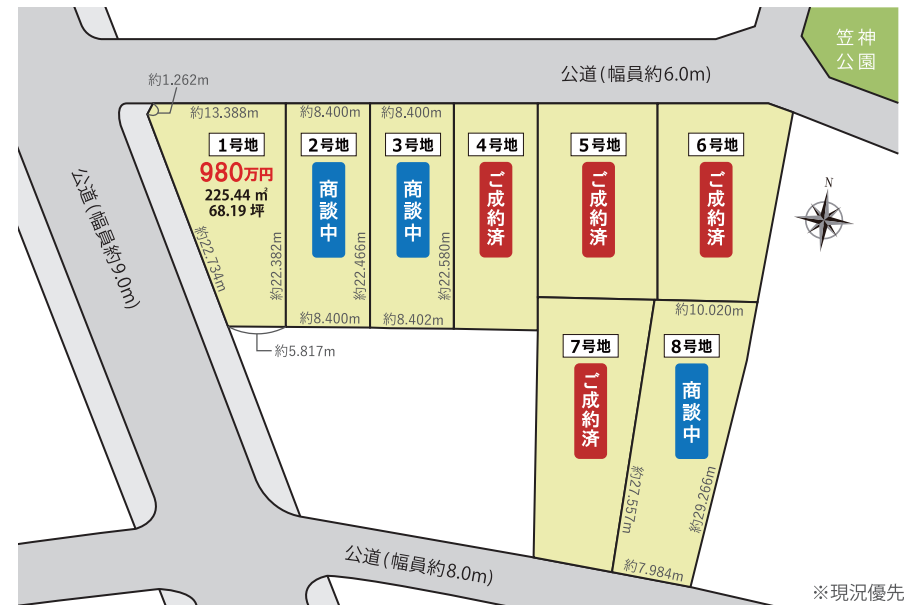 笠神
公園
公道(幅員約6.0m)
約1.262m
約13.388m
約8.400m
約8.400m
1号地
980万円
225.44 ㎡
68.19 坪
2号地
商談中
3号地
商談中
4号地
ご成約済
5号地
ご成約済
6号地
ご成約済
N
公道(幅員約9.0m)
約22.734m
約22.382m
約22.466m
約22.580m
約8.400m
約8.402m
約5.817m
約10.020m
7号地
ご成約済
8号地
商談中
約27.557m
約29.266m
約7.984m
公道(幅員約8.0m)
※現況優先